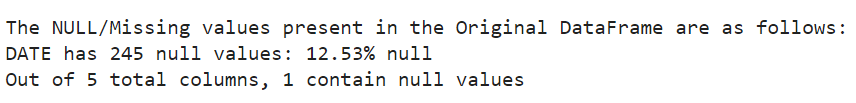 The NULL/Missing values present in the Original DataFrame are as follows:
DATE has 245 null values: 12.53% null
Out of 5 total columns, 1 contain null values